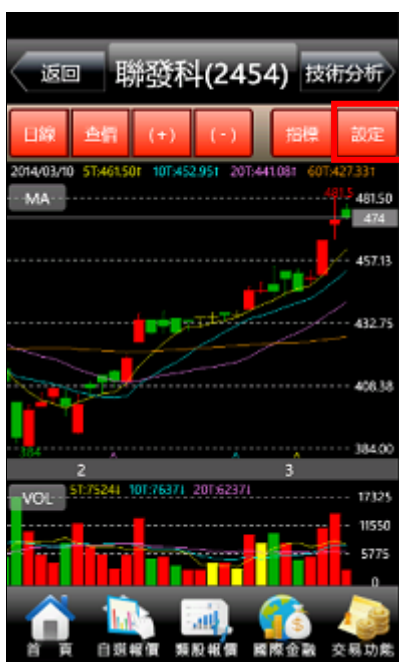 返回 聯發科(2454) 技術分析
日線 查價 (+) (-) 指標 設定
2014/03/10 5T:461.50↑ 10T:452.95↑ 20T:441.08↑ 60T:427.33↑
MA 481.5 481.50
474
457.13
432.75
408.38
384 384.00
2 3
VOL 5T:7524↓ 10T:7637↓ 20T:6237↓ 17325
11550
5775
0
首頁 自選報價 類股報價 國際金融 交易功能